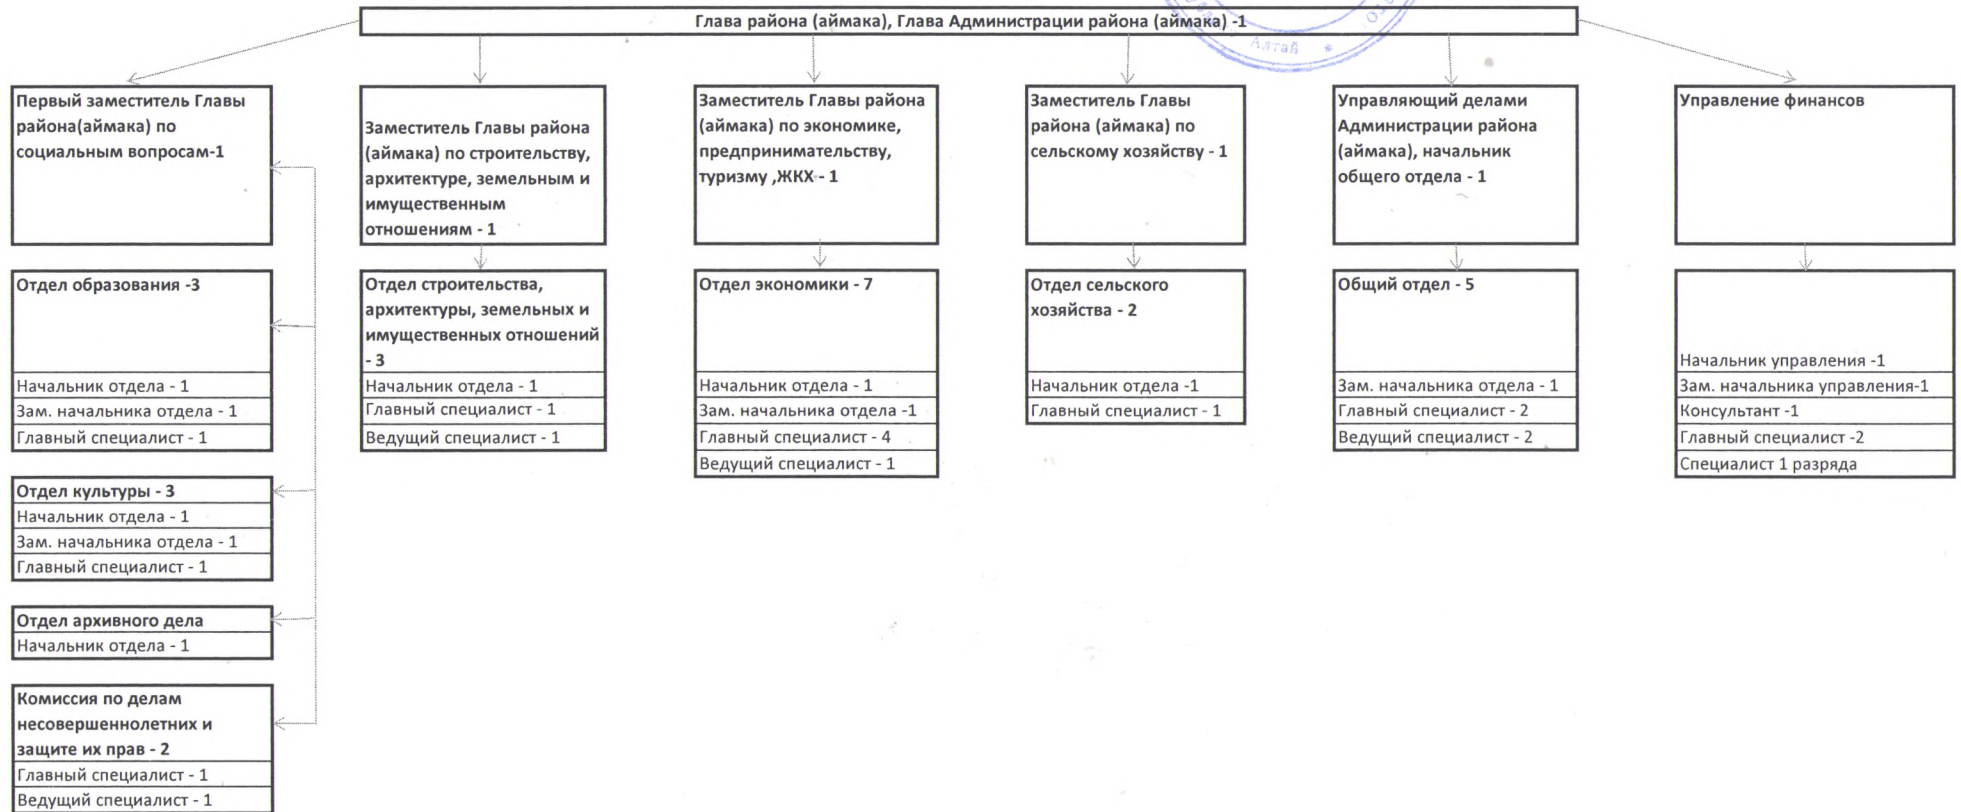 Глава района (аймака), Глава Администрации района (аймака) -1
Алтай *
Первый заместитель Главы
района(аймака) по
социальным вопросам-1
Заместитель Главы района
(аймака) по строительству,
архитектуре, земельным и
имущественным
отношениям - 1
Заместитель Главы района
(аймака) по экономике,
предпринимательству,
туризму ,ЖКХ - 1
Заместитель Главы
района (аймака) по
сельскому хозяйству - 1
Управляющий делами
Администрации района
(аймака), начальник
общего отдела - 1
Управление финансов
Отдел образования -3
Начальник отдела - 1
Зам. начальника отдела - 1
Главный специалист - 1
Отдел культуры - 3
Начальник отдела - 1
Зам. начальника отдела - 1
Главный специалист - 1
Отдел архивного дела
Начальник отдела - 1
Комиссия по делам
несовершеннолетних и
защите их прав - 2
Главный специалист - 1
Ведущий специалист - 1
Отдел строительства,
архитектуры, земельных и
имущественных отношений
- 3
Начальник отдела - 1
Главный специалист - 1
Ведущий специалист - 1
Отдел экономики - 7
Начальник отдела - 1
Зам. начальника отдела -1
Главный специалист - 4
Ведущий специалист - 1
Отдел сельского
хозяйства - 2
Начальник отдела -1
Главный специалист - 1
Общий отдел - 5
Зам. начальника отдела - 1
Главный специалист - 2
Ведущий специалист - 2
Начальник управления -1
Зам. начальника управления-1
Консультант -1
Главный специалист -2
Специалист 1 разряда